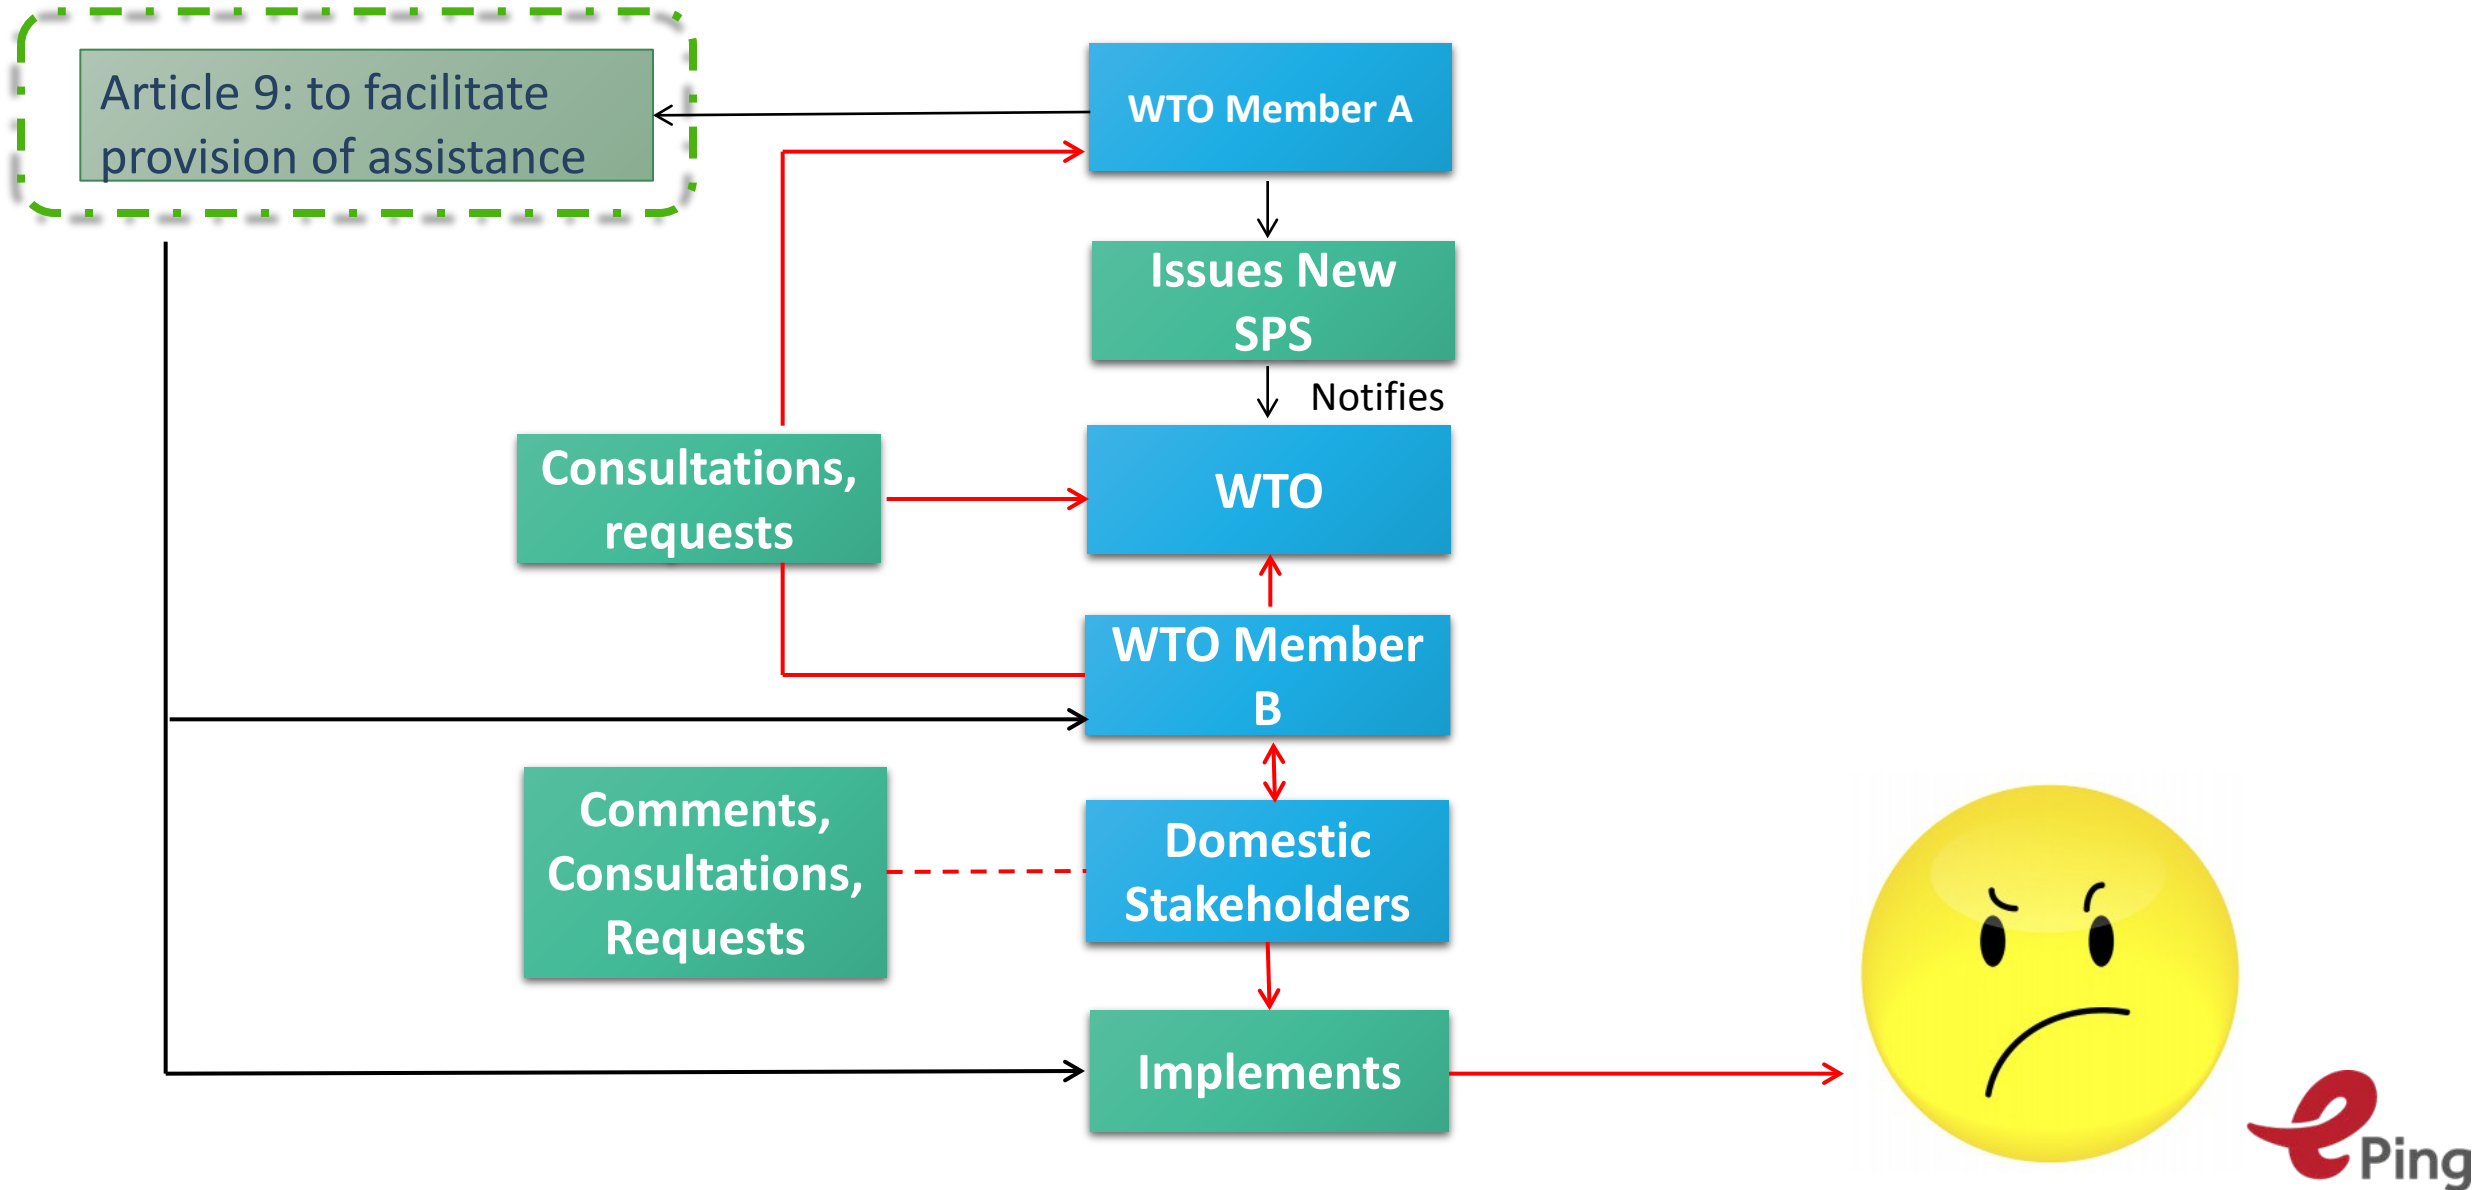 Article 9: to facilitate
provision of assistance
WTO Member A
Issues New
SPS
Notifies
Consultations,
requests
WTO
WTO Member
B
Comments,
Consultations,
Requests
Domestic
Stakeholders
Implements
e
Ping